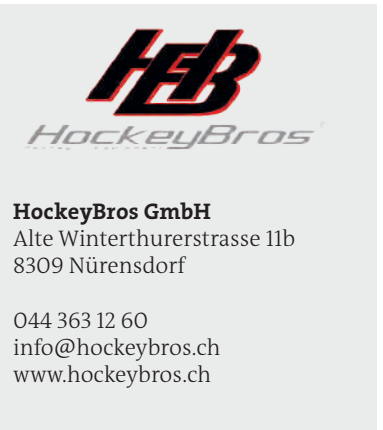 HB
HockeyBros
HockeyBros GmbH
Alte Winterthurerstrasse 11b
8309 Nürensdorf
044 363 12 60
info@hockeybros.ch
www.hockeybros.ch